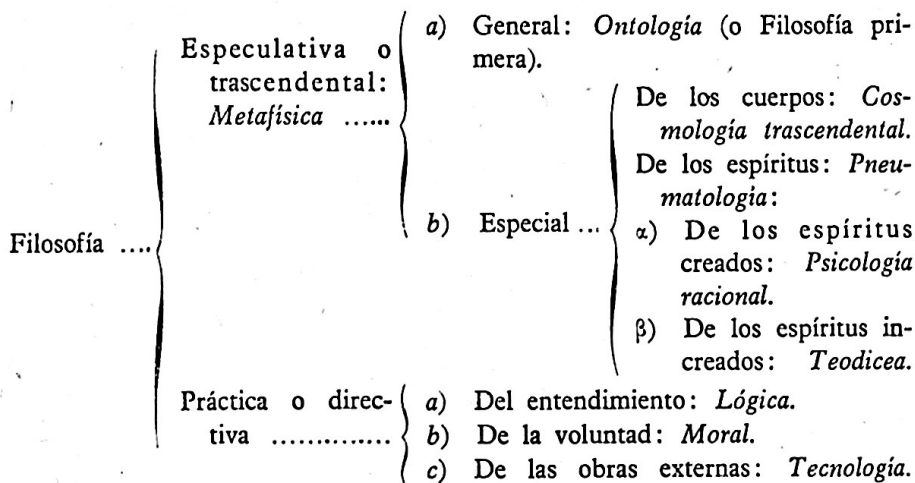 Filosofía ....
Especulativa o
trascendental:
Metafísica ......
a) General: Ontología (o Filosofía pri-
mera).
b) Especial ...
De los cuerpos: Cos-
mología trascendental.
De los espíritus: Pneu-
matología:
α) De los espíritus
creados: Psicología
racional.
β) De los espíritus in-
creados: Teodicea.
Práctica o direc-
tiva ..............
a) Del entendimiento: Lógica.
b) De la voluntad: Moral.
c) De las obras externas: Tecnología.